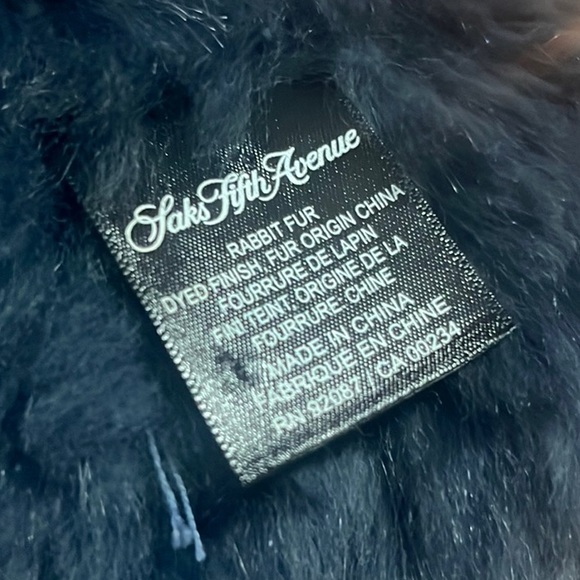 Saks Fifth Avenue
RABBIT FUR
DYED FINISH, FUR ORIGIN CHINA
FOURRURE DE LAPIN
FINI TEINT, ORIGINE DE LA
FOURRURE: CHINE
MADE IN CHINA
FABRIQUE EN CHINE
RN 92087 / CA 00234